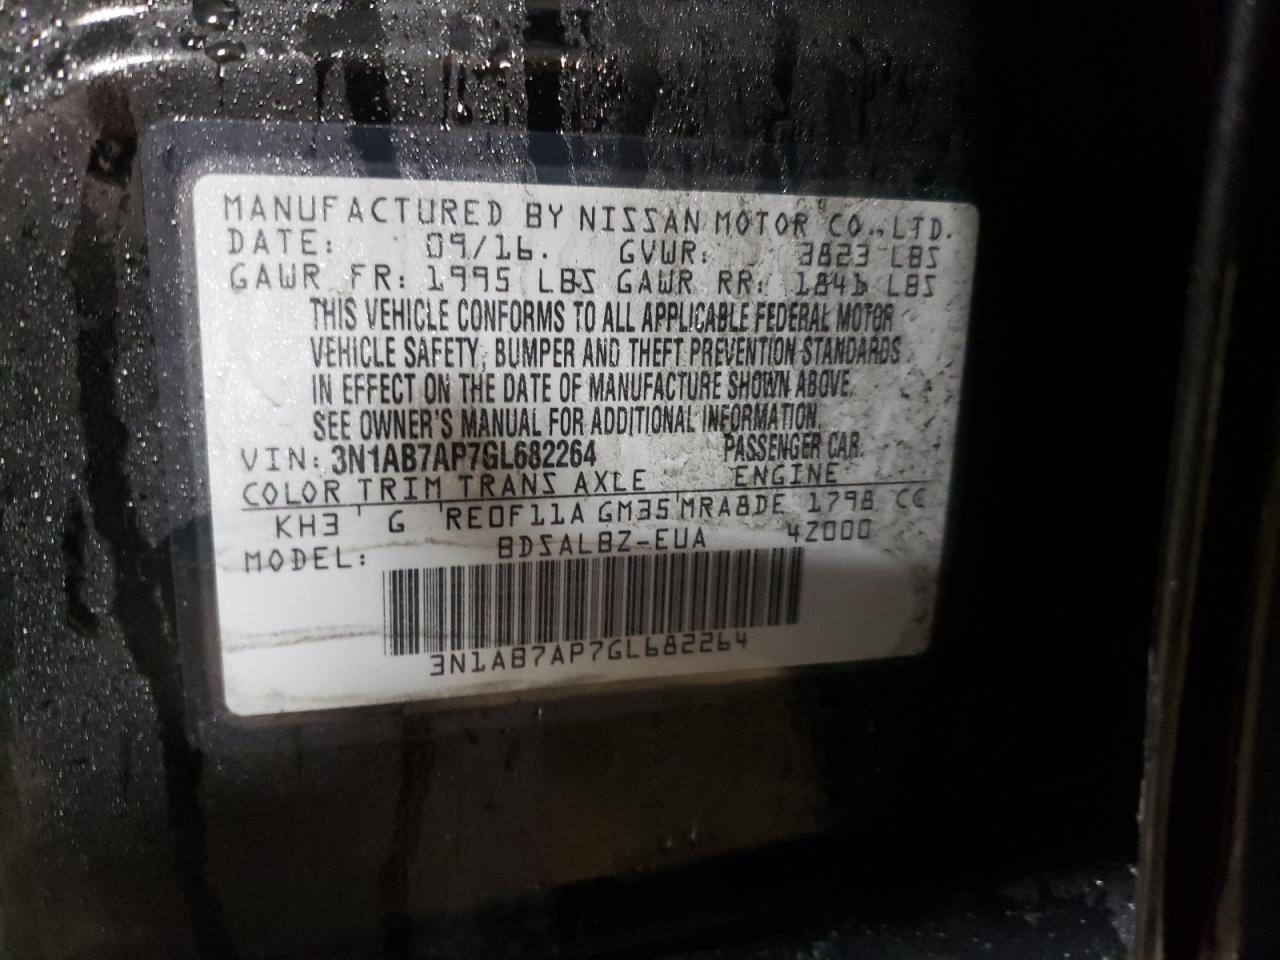 MANUFACTURED BY NISSAN MOTOR CO., LTD.
DATE: 09/16. GVWR: 3823 LBS
GAWR FR: 1995 LBS GAWR RR: 1841 LBS
THIS VEHICLE CONFORMS TO ALL APPLICABLE FEDERAL MOTOR
VEHICLE SAFETY, BUMPER AND THEFT PREVENTION STANDARDS
IN EFFECT ON THE DATE OF MANUFACTURE SHOWN ABOVE.
SEE OWNER'S MANUAL FOR ADDITIONAL INFORMATION.
VIN: 3N1AB7AP7GL682264 PASSENGER CAR.
COLOR TRIM TRANS AXLE ENGINE
KH3 G RE0F11A GM35 MRA8DE 1798 CC
MODEL: BDSALBZ-EUA 4Z000
3N1AB7AP7GL682264